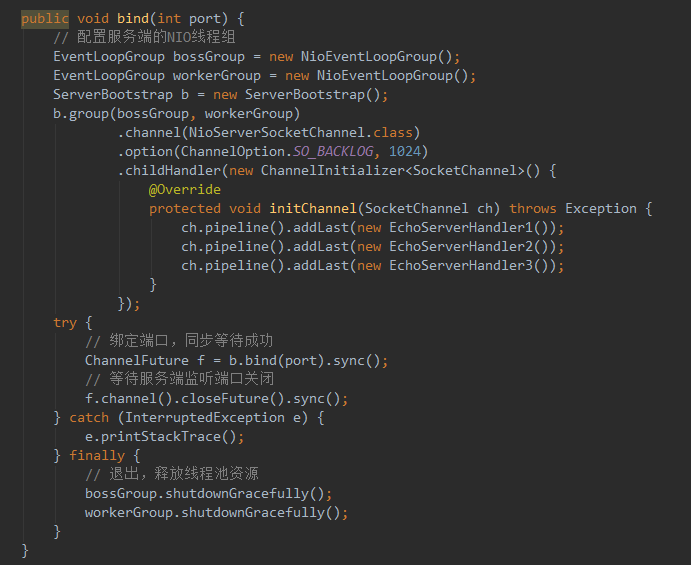 public void bind(int port) {
    // 配置服务端的NIO线程组
    EventLoopGroup bossGroup = new NioEventLoopGroup();
    EventLoopGroup workerGroup = new NioEventLoopGroup();
    ServerBootstrap b = new ServerBootstrap();
    b.group(bossGroup, workerGroup)
            .channel(NioServerSocketChannel.class)
            .option(ChannelOption.SO_BACKLOG, 1024)
            .childHandler(new ChannelInitializer<SocketChannel>() {
                @Override
                protected void initChannel(SocketChannel ch) throws Exception {
                    ch.pipeline().addLast(new EchoServerHandler1());
                    ch.pipeline().addLast(new EchoServerHandler2());
                    ch.pipeline().addLast(new EchoServerHandler3());
                }
            });
    try {
        // 绑定端口，同步等待成功
        ChannelFuture f = b.bind(port).sync();
        // 等待服务端监听端口关闭
        f.channel().closeFuture().sync();
    } catch (InterruptedException e) {
        e.printStackTrace();
    } finally {
        // 退出，释放线程池资源
        bossGroup.shutdownGracefully();
        workerGroup.shutdownGracefully();
    }
}